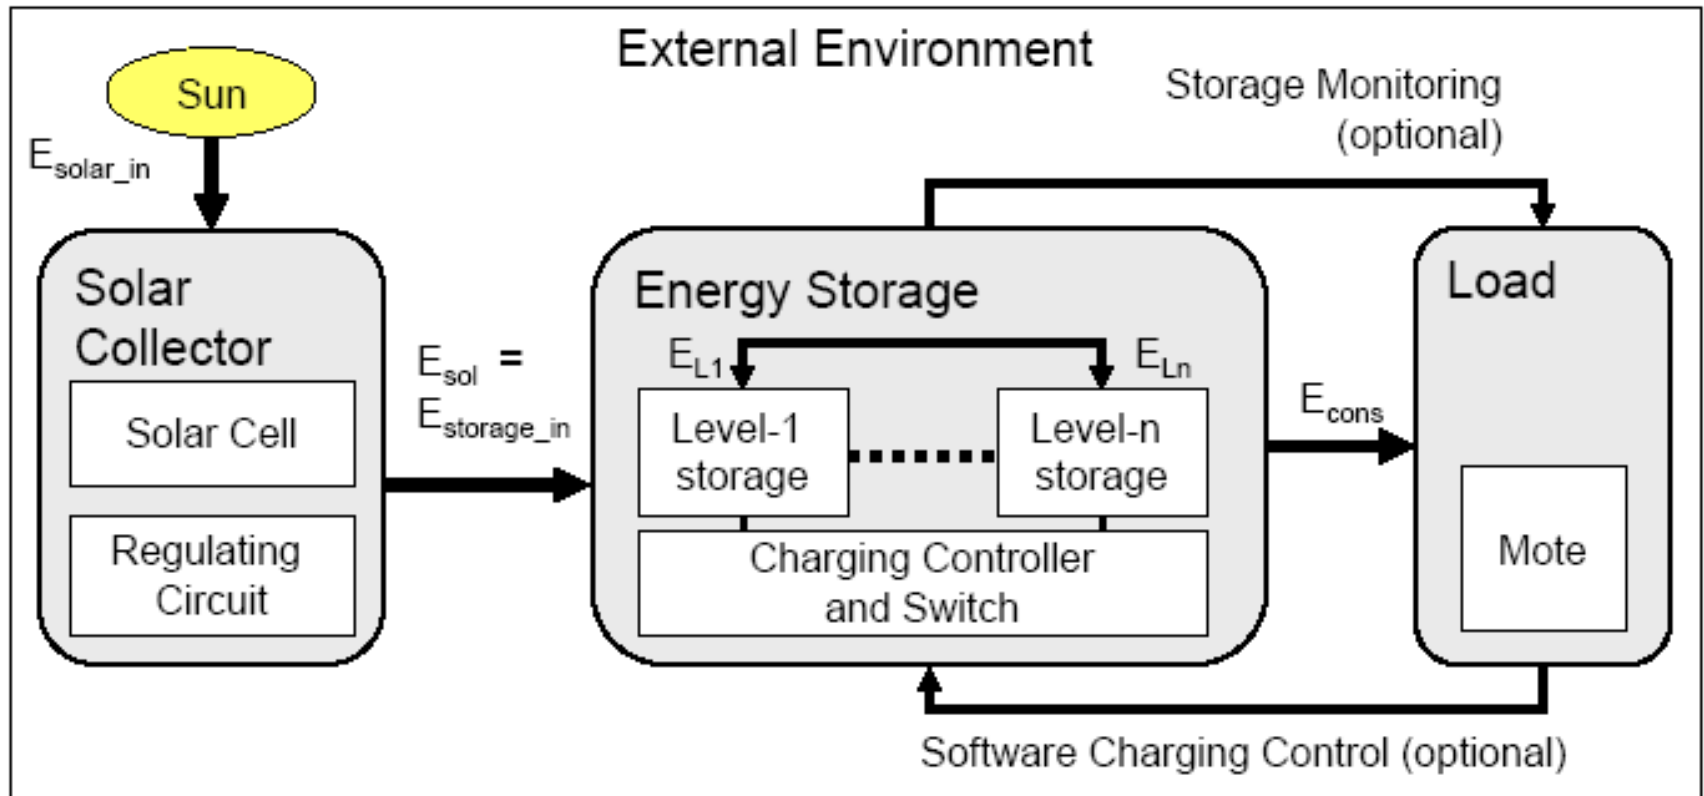 External Environment
Sun
E_solar_in
Storage Monitoring
(optional)
Solar
Collector
Solar Cell
Regulating
Circuit
E_sol =
E_storage_in
Energy Storage
E_L1
E_Ln
Level-1
storage
Level-n
storage
Charging Controller
and Switch
E_cons
Load
Mote
Software Charging Control (optional)